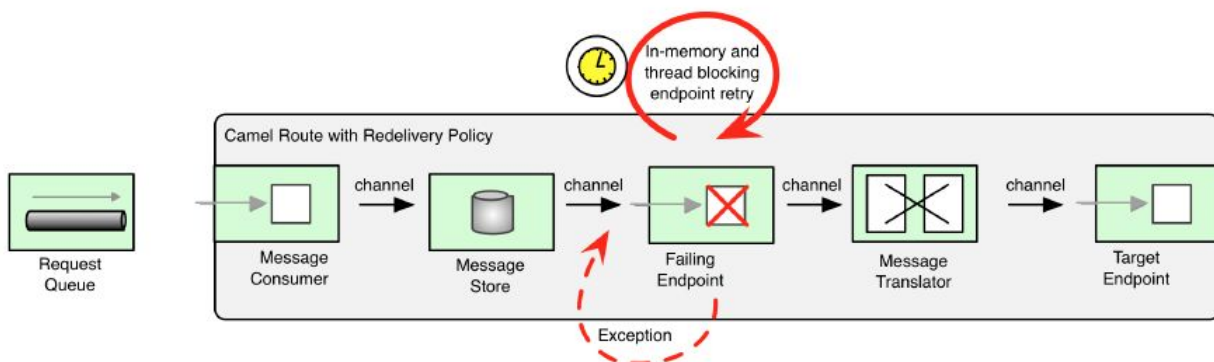 In-memory and
thread blocking
endpoint retry
Camel Route with Redelivery Policy
channel
channel
channel
channel
Request
Queue
Message
Consumer
Message
Store
Failing
Endpoint
Message
Translator
Target
Endpoint
Exception